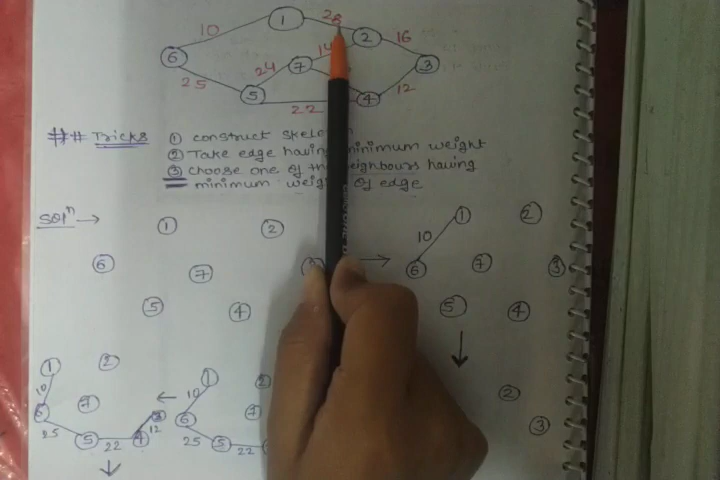 1 28
10 2 16
6 14
7 3
24
25 5 4 12
22
## Tricks ① construct
② Take edge having minimum weight
③ choose one of the neighbours having
minimum weight of edge
Solⁿ →
① ② ① ②
10
⑥ ⑦ → ⑥ ⑦ ③
⑤ ④ ⑤ ④
① ② ① ②
10 ← 10 ③
⑥ ⑦ ⑥ ⑦
25 ⑤ 22 ④ 12 25 ⑤ 22